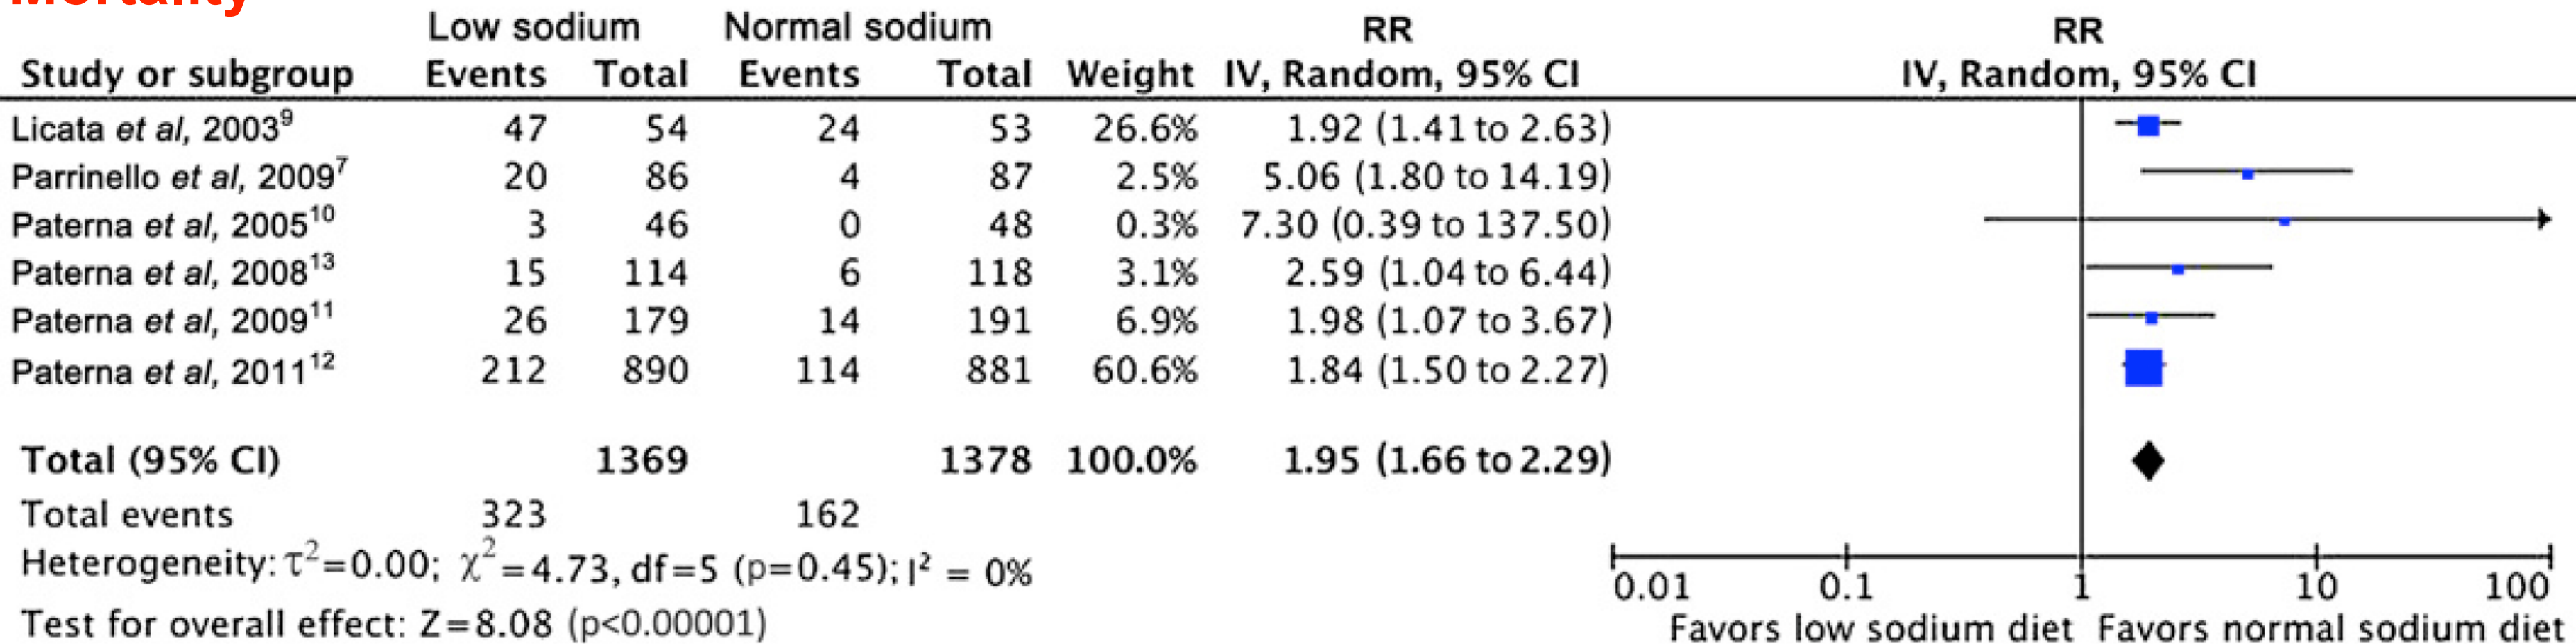 Mortality
Low sodium Normal sodium RR RR
Study or subgroup Events Total Events Total Weight IV, Random, 95% CI IV, Random, 95% CI
Licata et al, 2003⁹ 47 54 24 53 26.6% 1.92 (1.41 to 2.63)
Parrinello et al, 2009⁷ 20 86 4 87 2.5% 5.06 (1.80 to 14.19)
Paterna et al, 2005¹⁰ 3 46 0 48 0.3% 7.30 (0.39 to 137.50)
Paterna et al, 2008¹³ 15 114 6 118 3.1% 2.59 (1.04 to 6.44)
Paterna et al, 2009¹¹ 26 179 14 191 6.9% 1.98 (1.07 to 3.67)
Paterna et al, 2011¹² 212 890 114 881 60.6% 1.84 (1.50 to 2.27)
Total (95% CI) 1369 1378 100.0% 1.95 (1.66 to 2.29)
Total events 323 162
Heterogeneity: τ²=0.00; χ²=4.73, df=5 (p=0.45); I² = 0%
0.01 0.1 1 10 100
Test for overall effect: Z=8.08 (p<0.00001) Favors low sodium diet Favors normal sodium diet